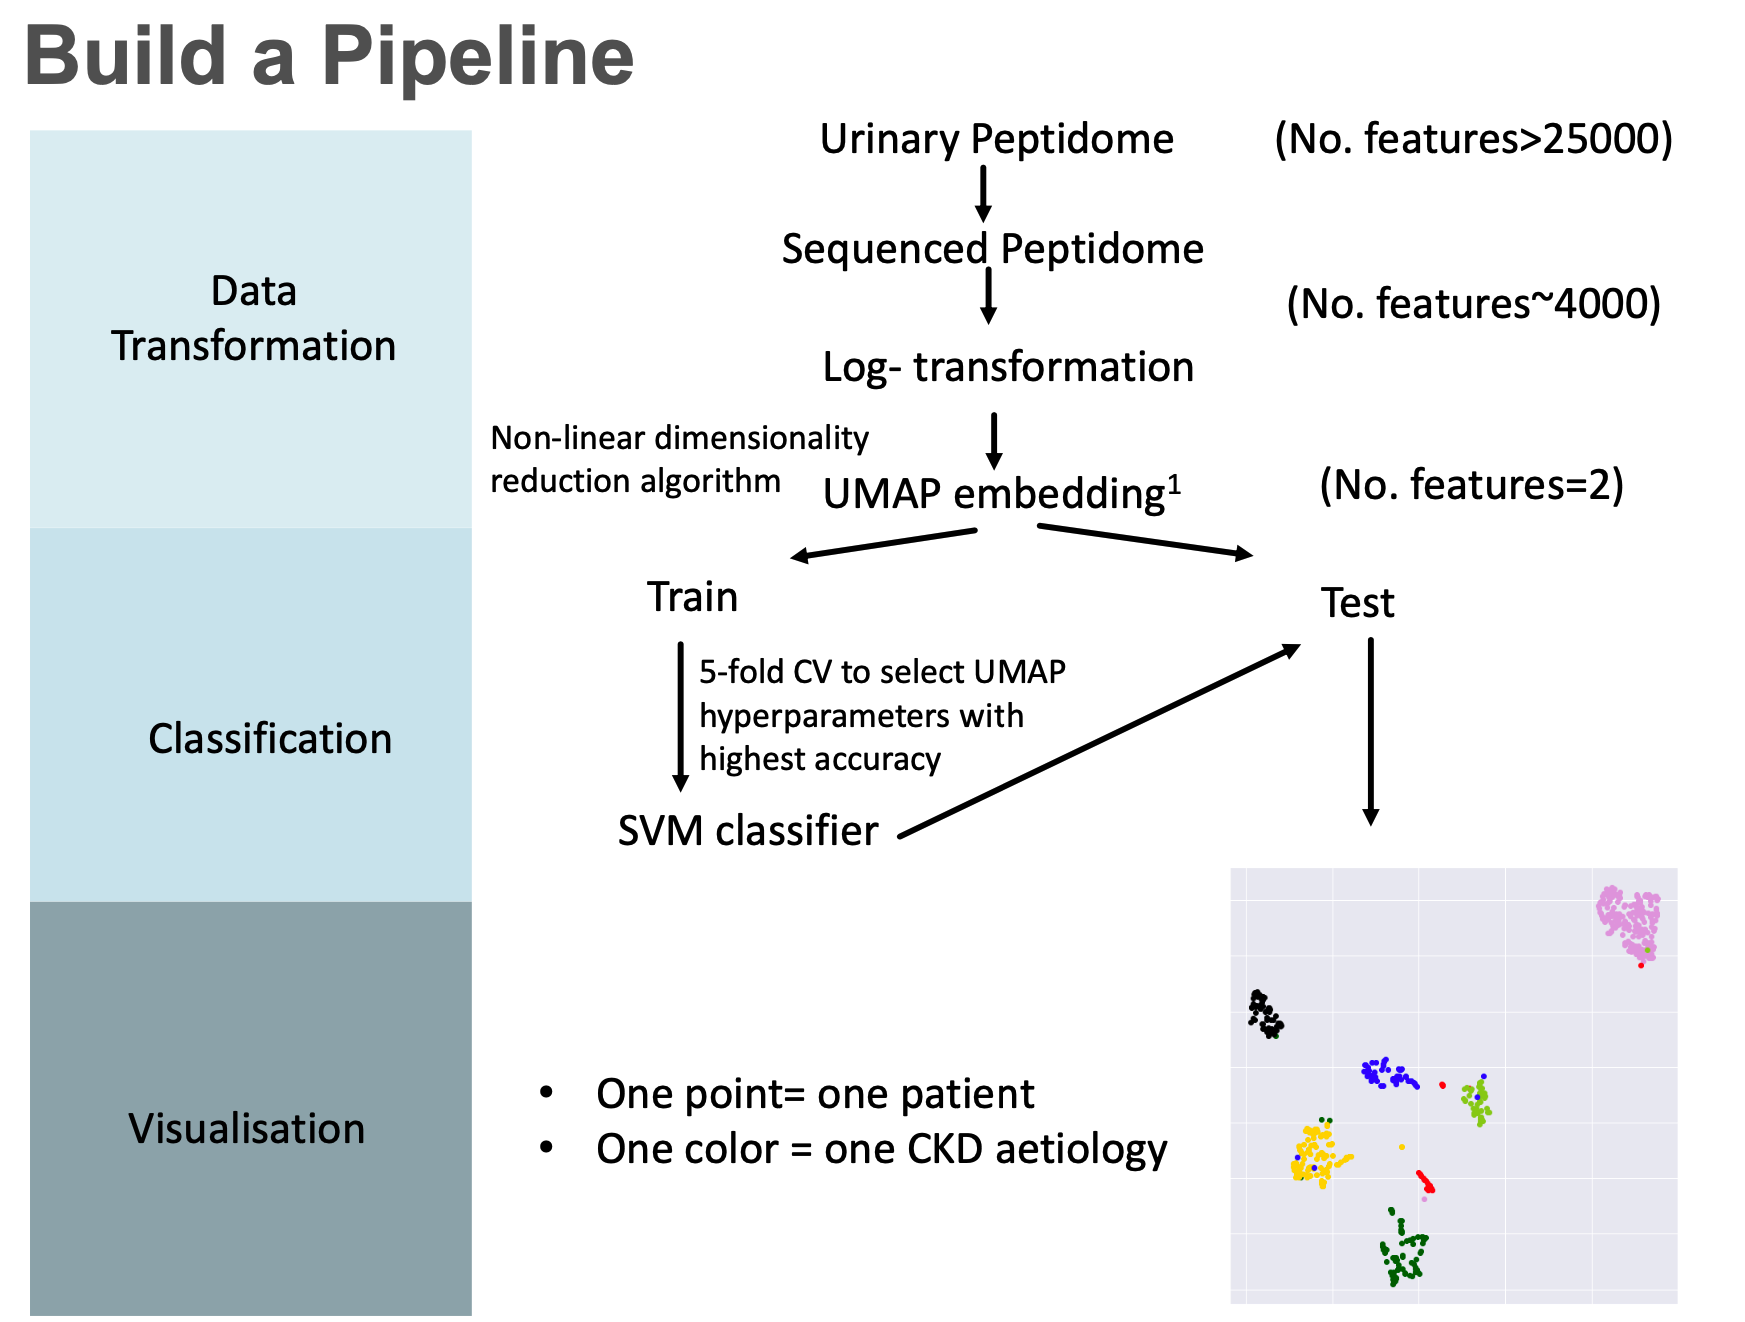 Build a Pipeline
Urinary Peptidome
(No. features>25000)
Sequenced Peptidome
Data
Transformation
(No. features~4000)
Log- transformation
Non-linear dimensionality
reduction algorithm
UMAP embedding¹
(No. features=2)
Train
Test
5-fold CV to select UMAP
hyperparameters with
highest accuracy
Classification
SVM classifier
Visualisation
• One point= one patient
• One color = one CKD aetiology